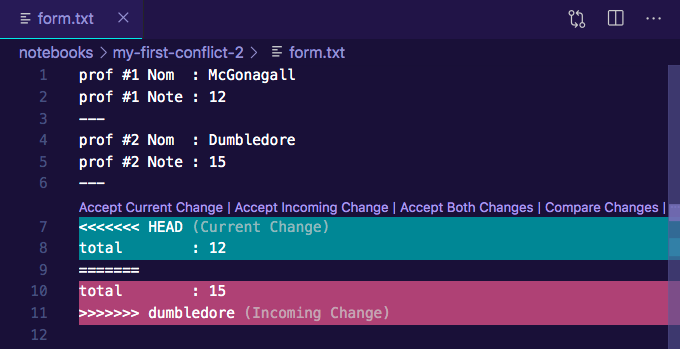 form.txt
notebooks > my-first-conflict-2 > form.txt
1 prof #1 Nom  : McGonagall
2 prof #1 Note : 12
3 ---
4 prof #2 Nom  : Dumbledore
5 prof #2 Note : 15
6 ---
Accept Current Change | Accept Incoming Change | Accept Both Changes | Compare Changes |
7 <<<<<<< HEAD (Current Change)
8 total        : 12
9 =======
10 total        : 15
11 >>>>>>> dumbledore (Incoming Change)
12